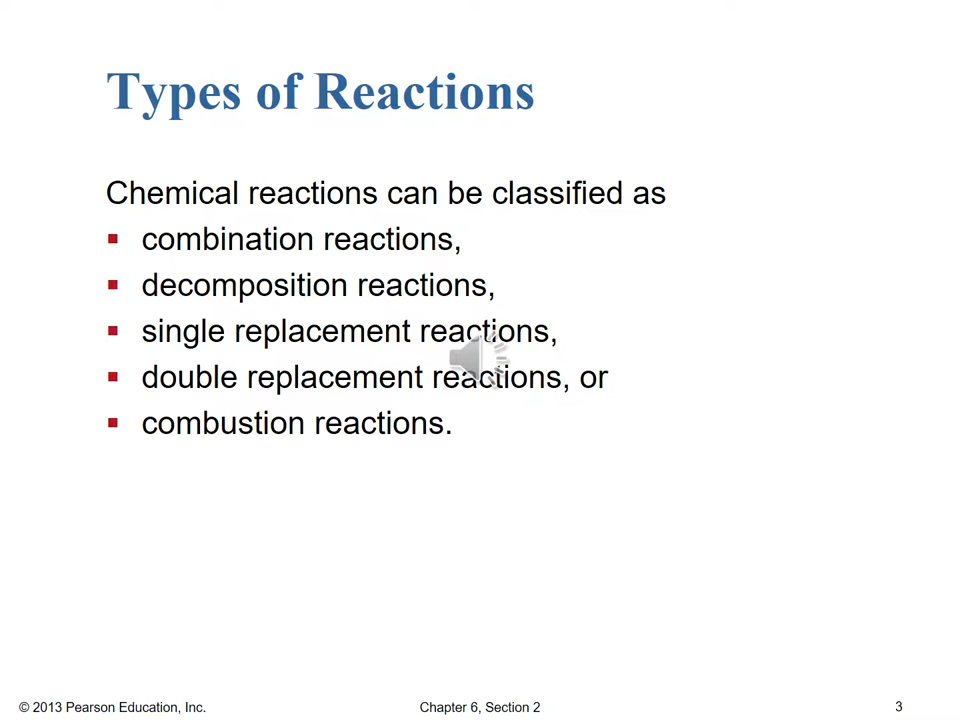 Types of Reactions
Chemical reactions can be classified as
▪ combination reactions,
▪ decomposition reactions,
▪ single replacement reactions,
▪ double replacement reactions, or
▪ combustion reactions.
© 2013 Pearson Education, Inc.
Chapter 6, Section 2
3